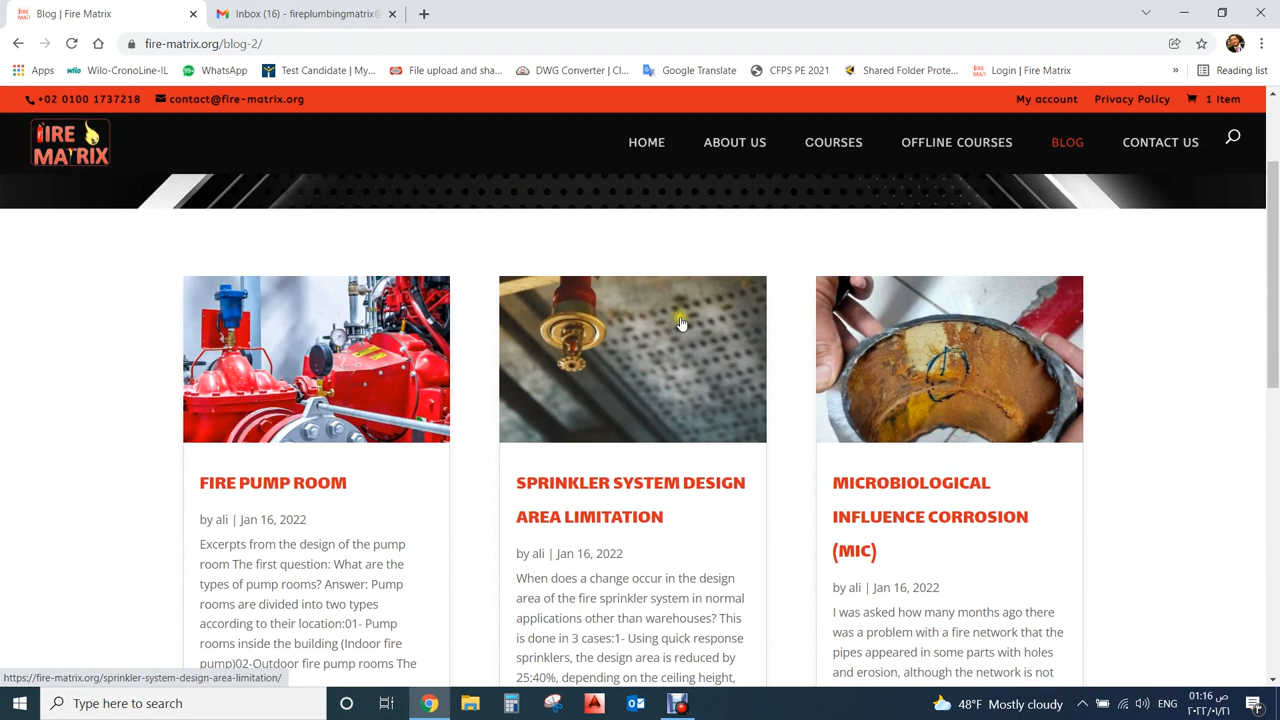 Blog | Fire Matrix
Inbox (16) - fireplumbingmatrix@
fire-matrix.org/blog-2/
Apps
wilo Wilo-CronoLine-IL
99+ WhatsApp
Test Candidate | My...
File upload and sha...
DWG Converter | Cl...
Google Translate
CFPS PE 2021
Shared Folder Prote...
Login | Fire Matrix
»
Reading list
+02 0100 1737218
contact@fire-matrix.org
My account
Privacy Policy
1 Item
FIRE
MATRIX
HOME
ABOUT US
COURSES
OFFLINE COURSES
BLOG
CONTACT US
FIRE PUMP ROOM
by ali | Jan 16, 2022
Excerpts from the design of the pump
room The first question: What are the
types of pump rooms? Answer: Pump
rooms are divided into two types
according to their location:01- Pump
rooms inside the building (Indoor fire
pump)02-Outdoor fire pump rooms The
SPRINKLER SYSTEM DESIGN
AREA LIMITATION
by ali | Jan 16, 2022
When does a change occur in the design
area of the fire sprinkler system in normal
applications other than warehouses? This
is done in 3 cases:1- Using quick response
sprinklers, the design area is reduced by
25:40%, depending on the ceiling height,
MICROBIOLOGICAL
INFLUENCE CORROSION
(MIC)
by ali | Jan 16, 2022
I was asked how many months ago there
was a problem with a fire network that the
pipes appeared in some parts with holes
and erosion, although the network is not
https://fire-matrix.org/sprinkler-system-design-area-limitation/
Type here to search
48°F Mostly cloudy
ENG
01:16 ص